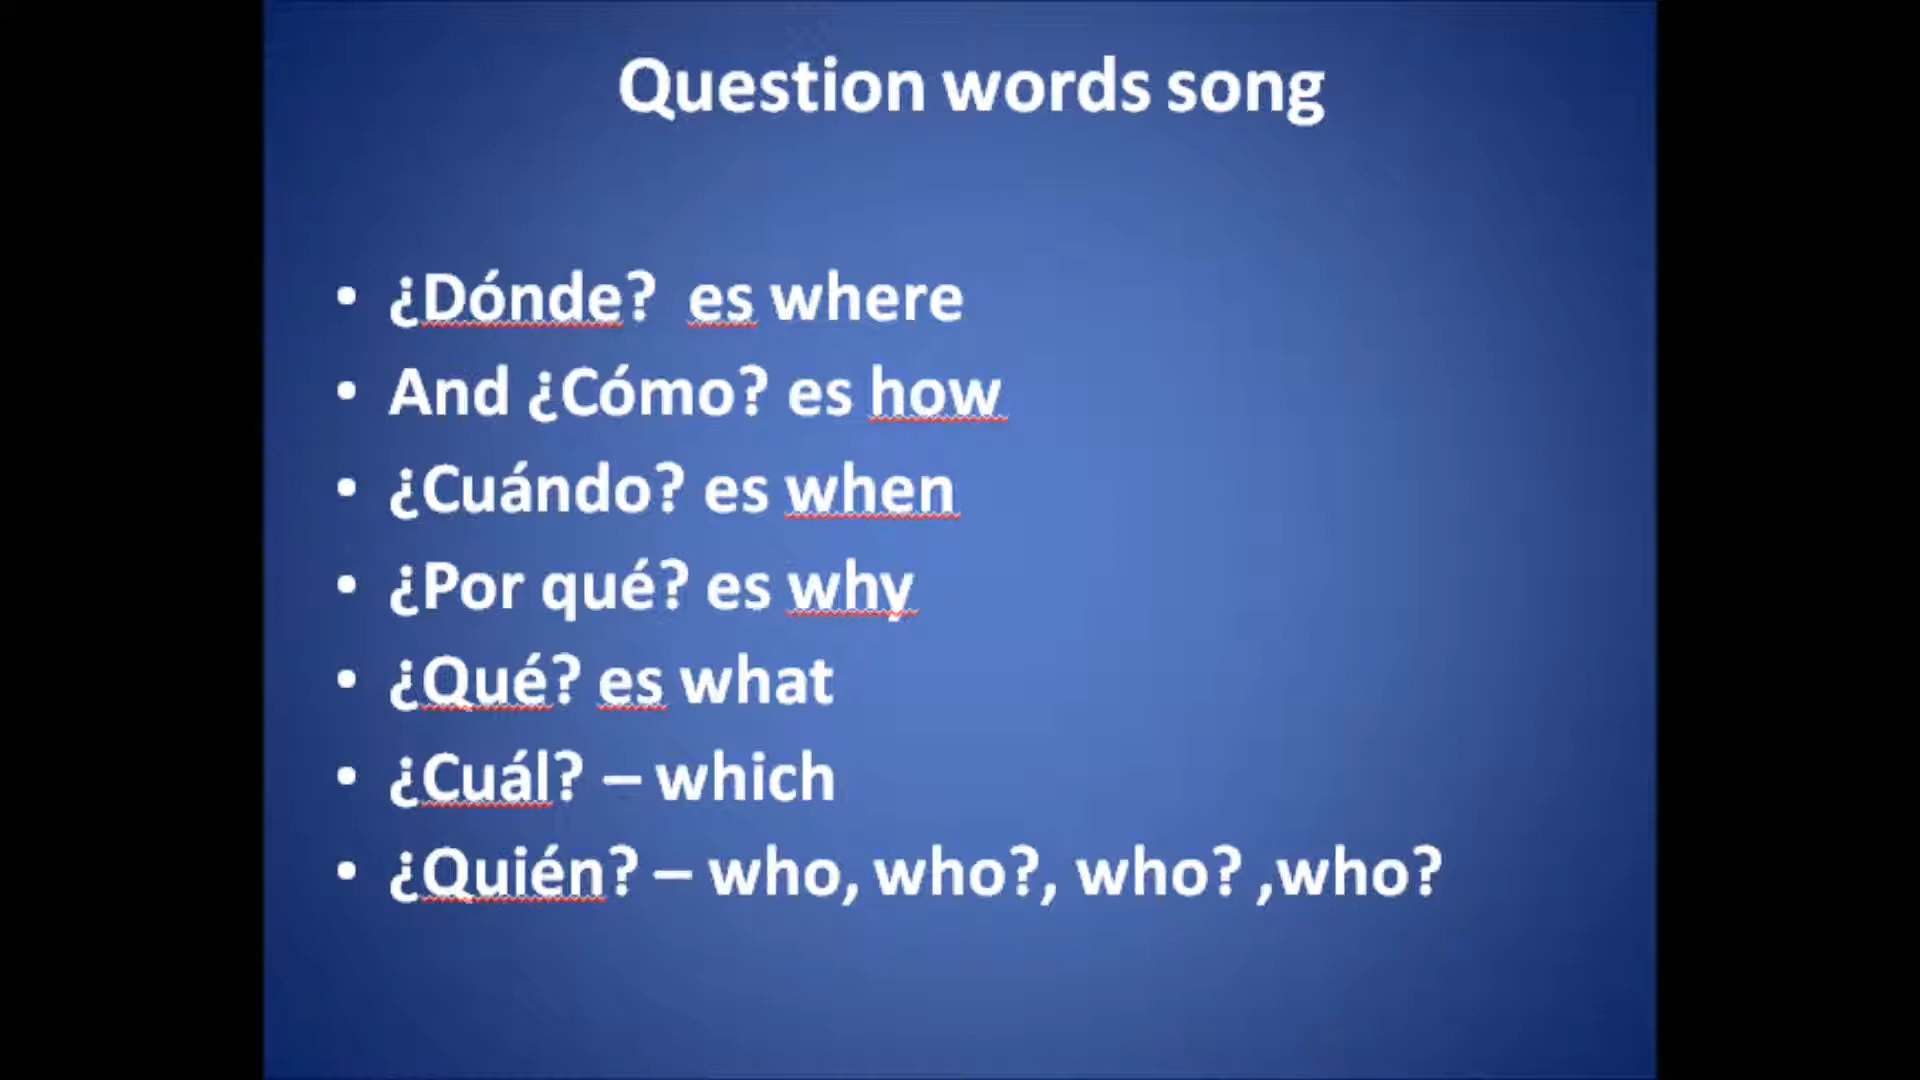 Question words song
• ¿Dónde?  es where
• And ¿Cómo? es how
• ¿Cuándo? es when
• ¿Por qué? es why
• ¿Qué? es what
• ¿Cuál? – which
• ¿Quién? – who, who?, who? ,who?